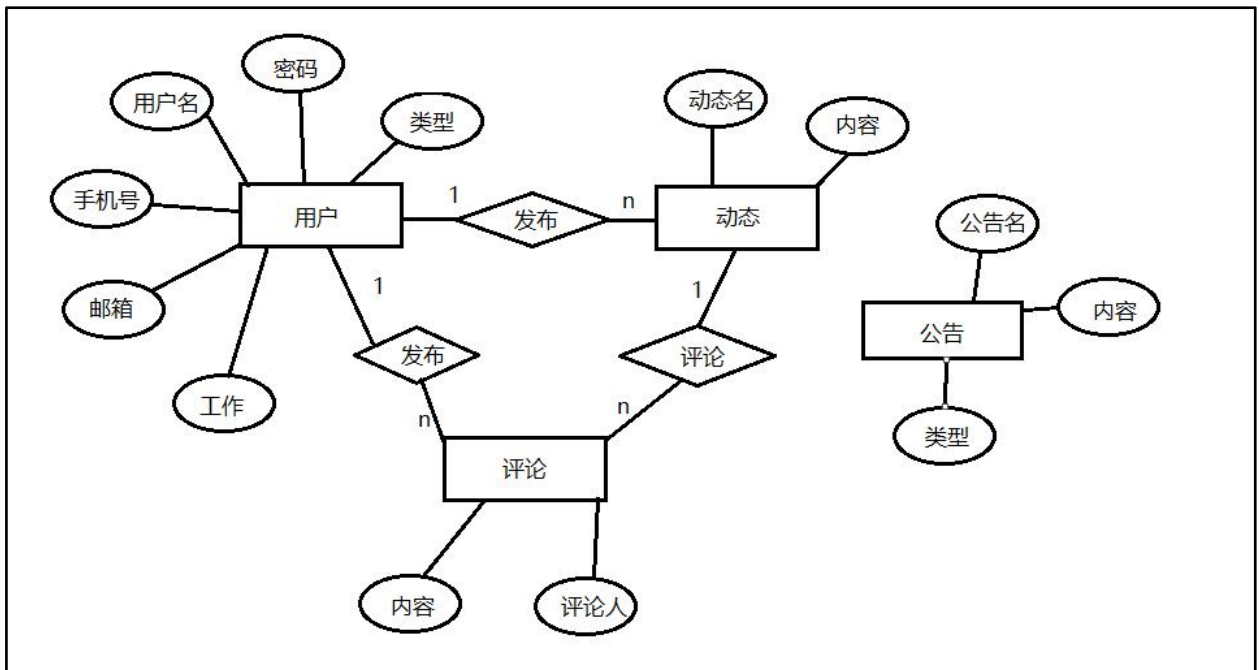 密码
用户名
类型
动态名
内容
手机号
用户
1
发布
n
动态
公告名
邮箱
1
1
内容
公告
发布
评论
工作
n
n
类型
评论
内容
评论人